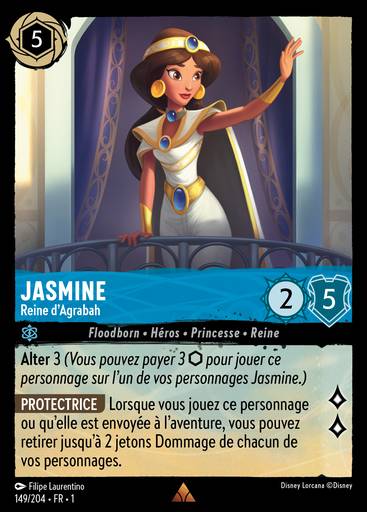 5
JASMINE
Reine d'Agrabah
2
5
Floodborn • Héros • Princesse • Reine
Alter 3 (Vous pouvez payer 3 pour jouer ce
personnage sur l'un de vos personnages Jasmine.)
PROTECTRICE Lorsque vous jouez ce personnage
ou qu'elle est envoyée à l'aventure, vous pouvez
retirer jusqu'à 2 jetons Dommage de chacun de
vos personnages.
Filipe Laurentino
149/204 • FR • 1
Disney Lorcana ©Disney